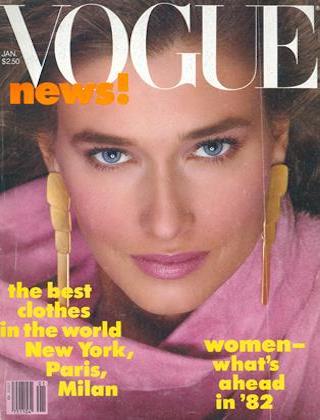 VOGUE
JAN.
$2.50
news!
the best
clothes
in the world
New York,
Paris,
Milan
women–
what's
ahead
in '82